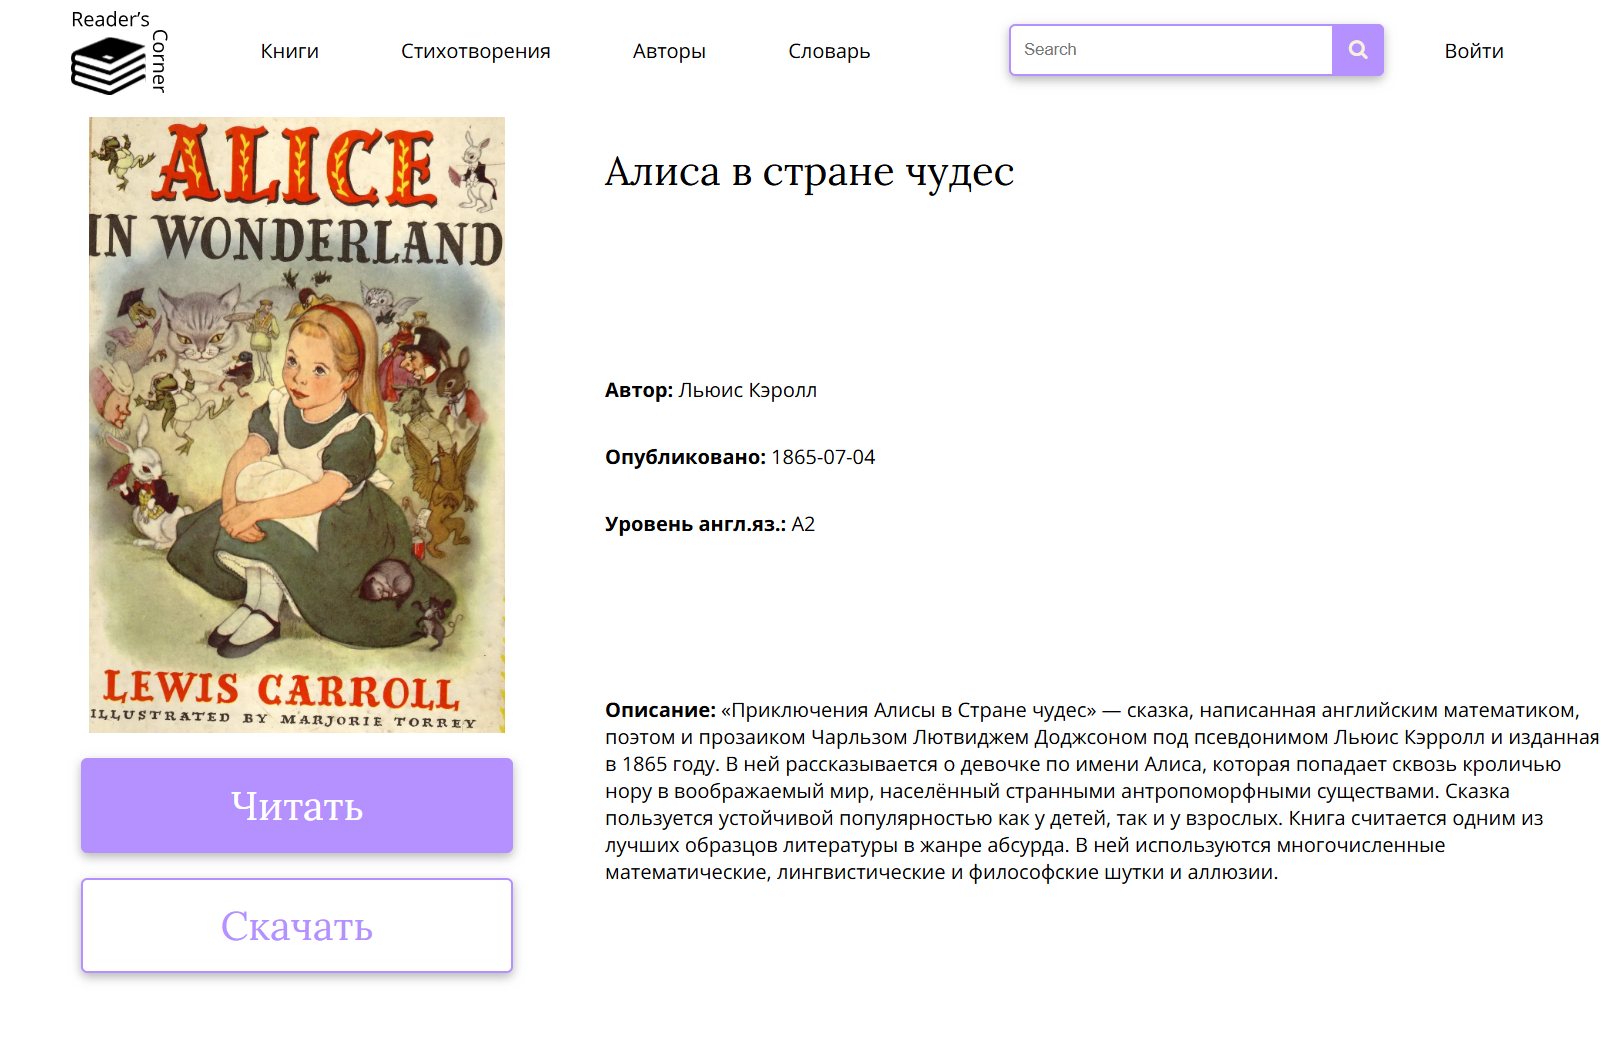 Reader’s
Corner
Книги
Стихотворения
Авторы
Словарь
Search
Войти
ALICE
IN WONDERLAND
LEWIS CARROLL
ILLUSTRATED BY MARJORIE TORREY
Читать
Скачать
Алиса в стране чудес
Автор: Льюис Кэролл
Опубликовано: 1865-07-04
Уровень англ.яз.: A2
Описание: «Приключения Алисы в Стране чудес» — сказка, написанная английским математиком,
поэтом и прозаиком Чарльзом Лютвиджем Доджсоном под псевдонимом Льюис Кэрролл и изданная
в 1865 году. В ней рассказывается о девочке по имени Алиса, которая попадает сквозь кроличью
нору в воображаемый мир, населённый странными антропоморфными существами. Сказка
пользуется устойчивой популярностью как у детей, так и у взрослых. Книга считается одним из
лучших образцов литературы в жанре абсурда. В ней используются многочисленные
математические, лингвистические и философские шутки и аллюзии.